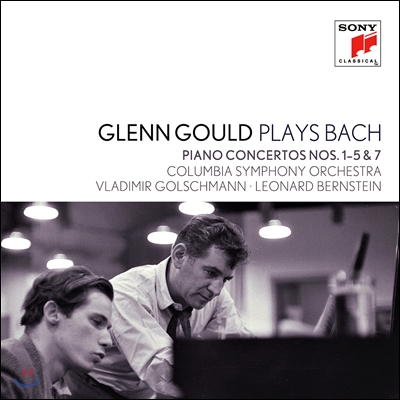 SONY
CLASSICAL
GLENN GOULD PLAYS BACH
PIANO CONCERTOS NOS. 1–5 & 7
COLUMBIA SYMPHONY ORCHESTRA
VLADIMIR GOLSCHMANN · LEONARD BERNSTEIN
yes24